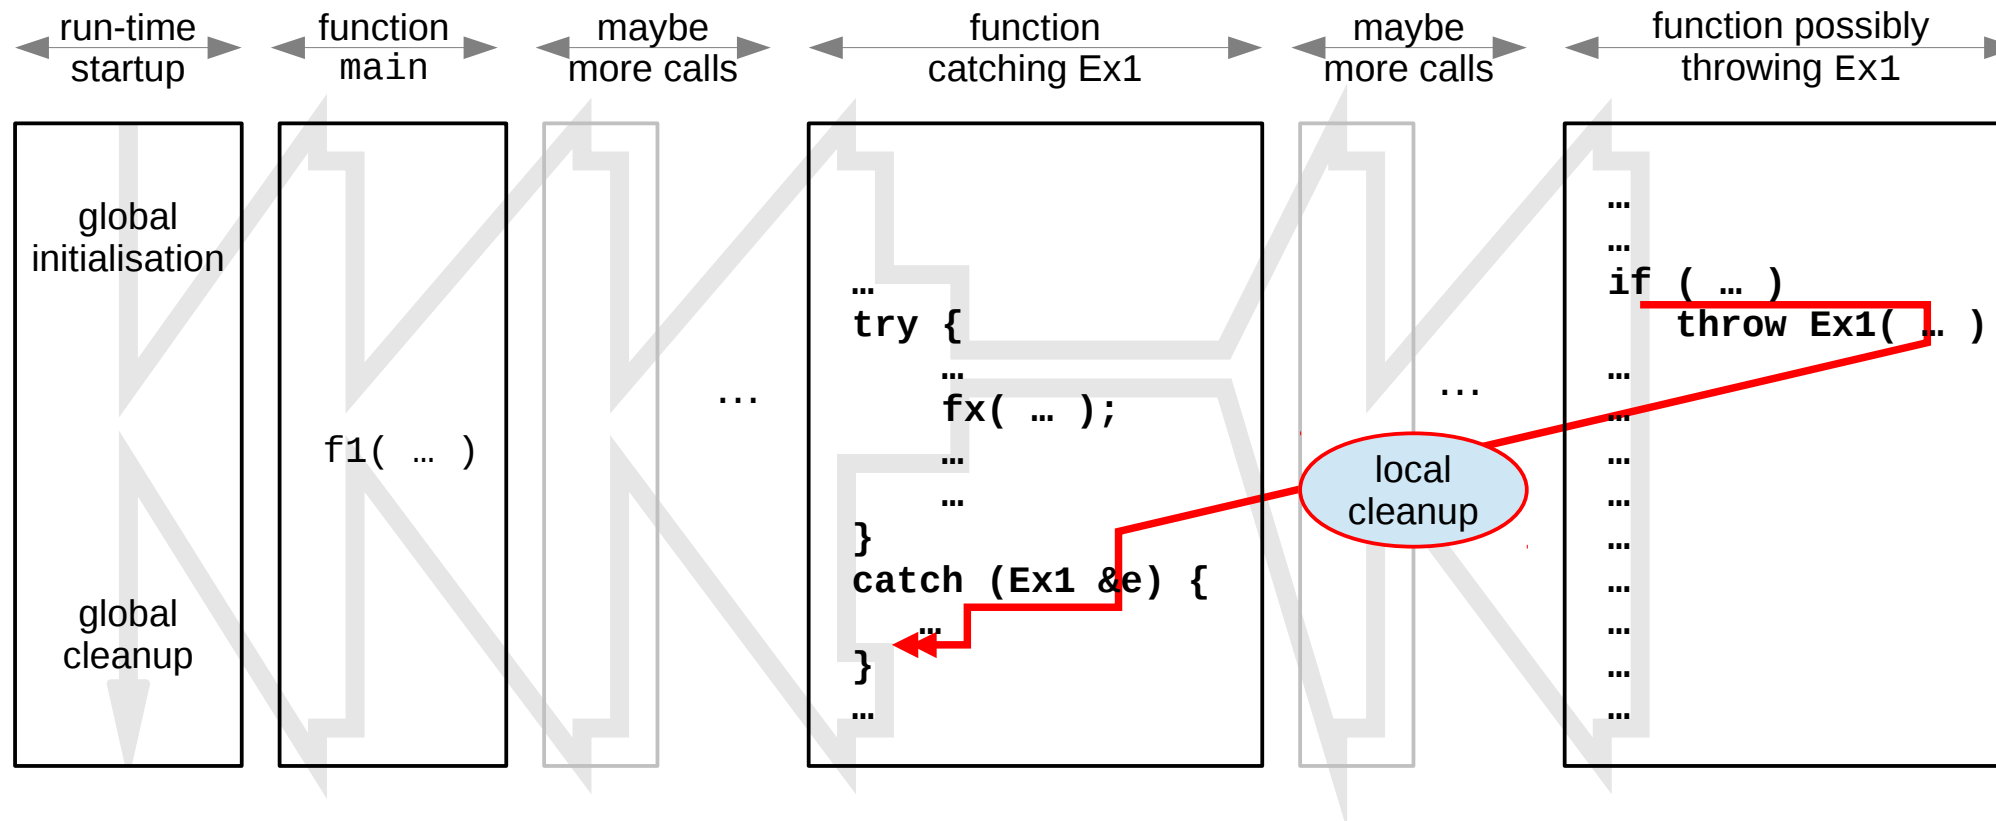 run-time
startup
function
main
maybe
more calls
function
catching Ex1
maybe
more calls
function possibly
throwing Ex1
global
initialisation
global
cleanup
f1( … )
…
…
try {
…
fx( … );
…
…
}
catch (Ex1 &e) {
…
}
…
…
local
cleanup
…
…
if ( … )
throw Ex1( … )
…
…
…
…
…
…
…
…
…